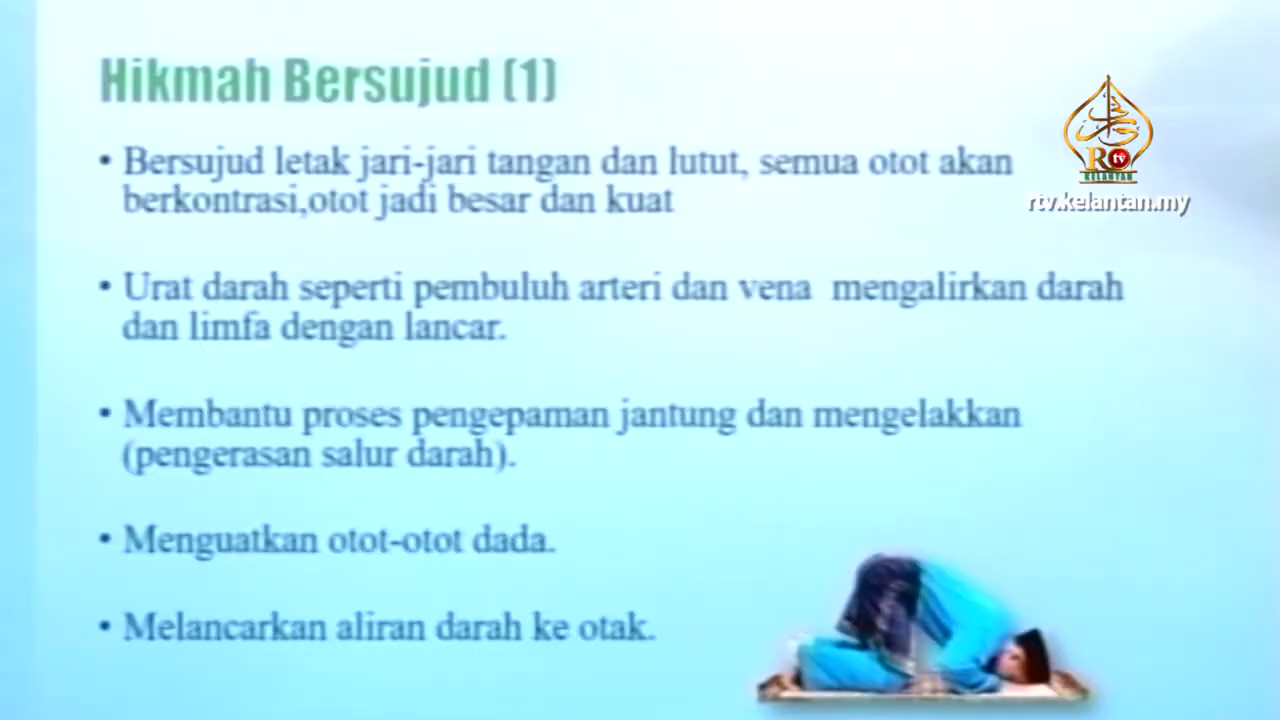 Hikmah Bersujud (1)
• Bersujud letak jari-jari tangan dan lutut, semua otot akan
berkontrasi,otot jadi besar dan kuat
• Urat darah seperti pembuluh arteri dan vena mengalirkan darah
dan limfa dengan lancar.
• Membantu proses pengepaman jantung dan mengelakkan
(pengerasan salur darah).
• Menguatkan otot-otot dada.
• Melancarkan aliran darah ke otak.
Rtv
KELANTAN
rtv.kelantan.my